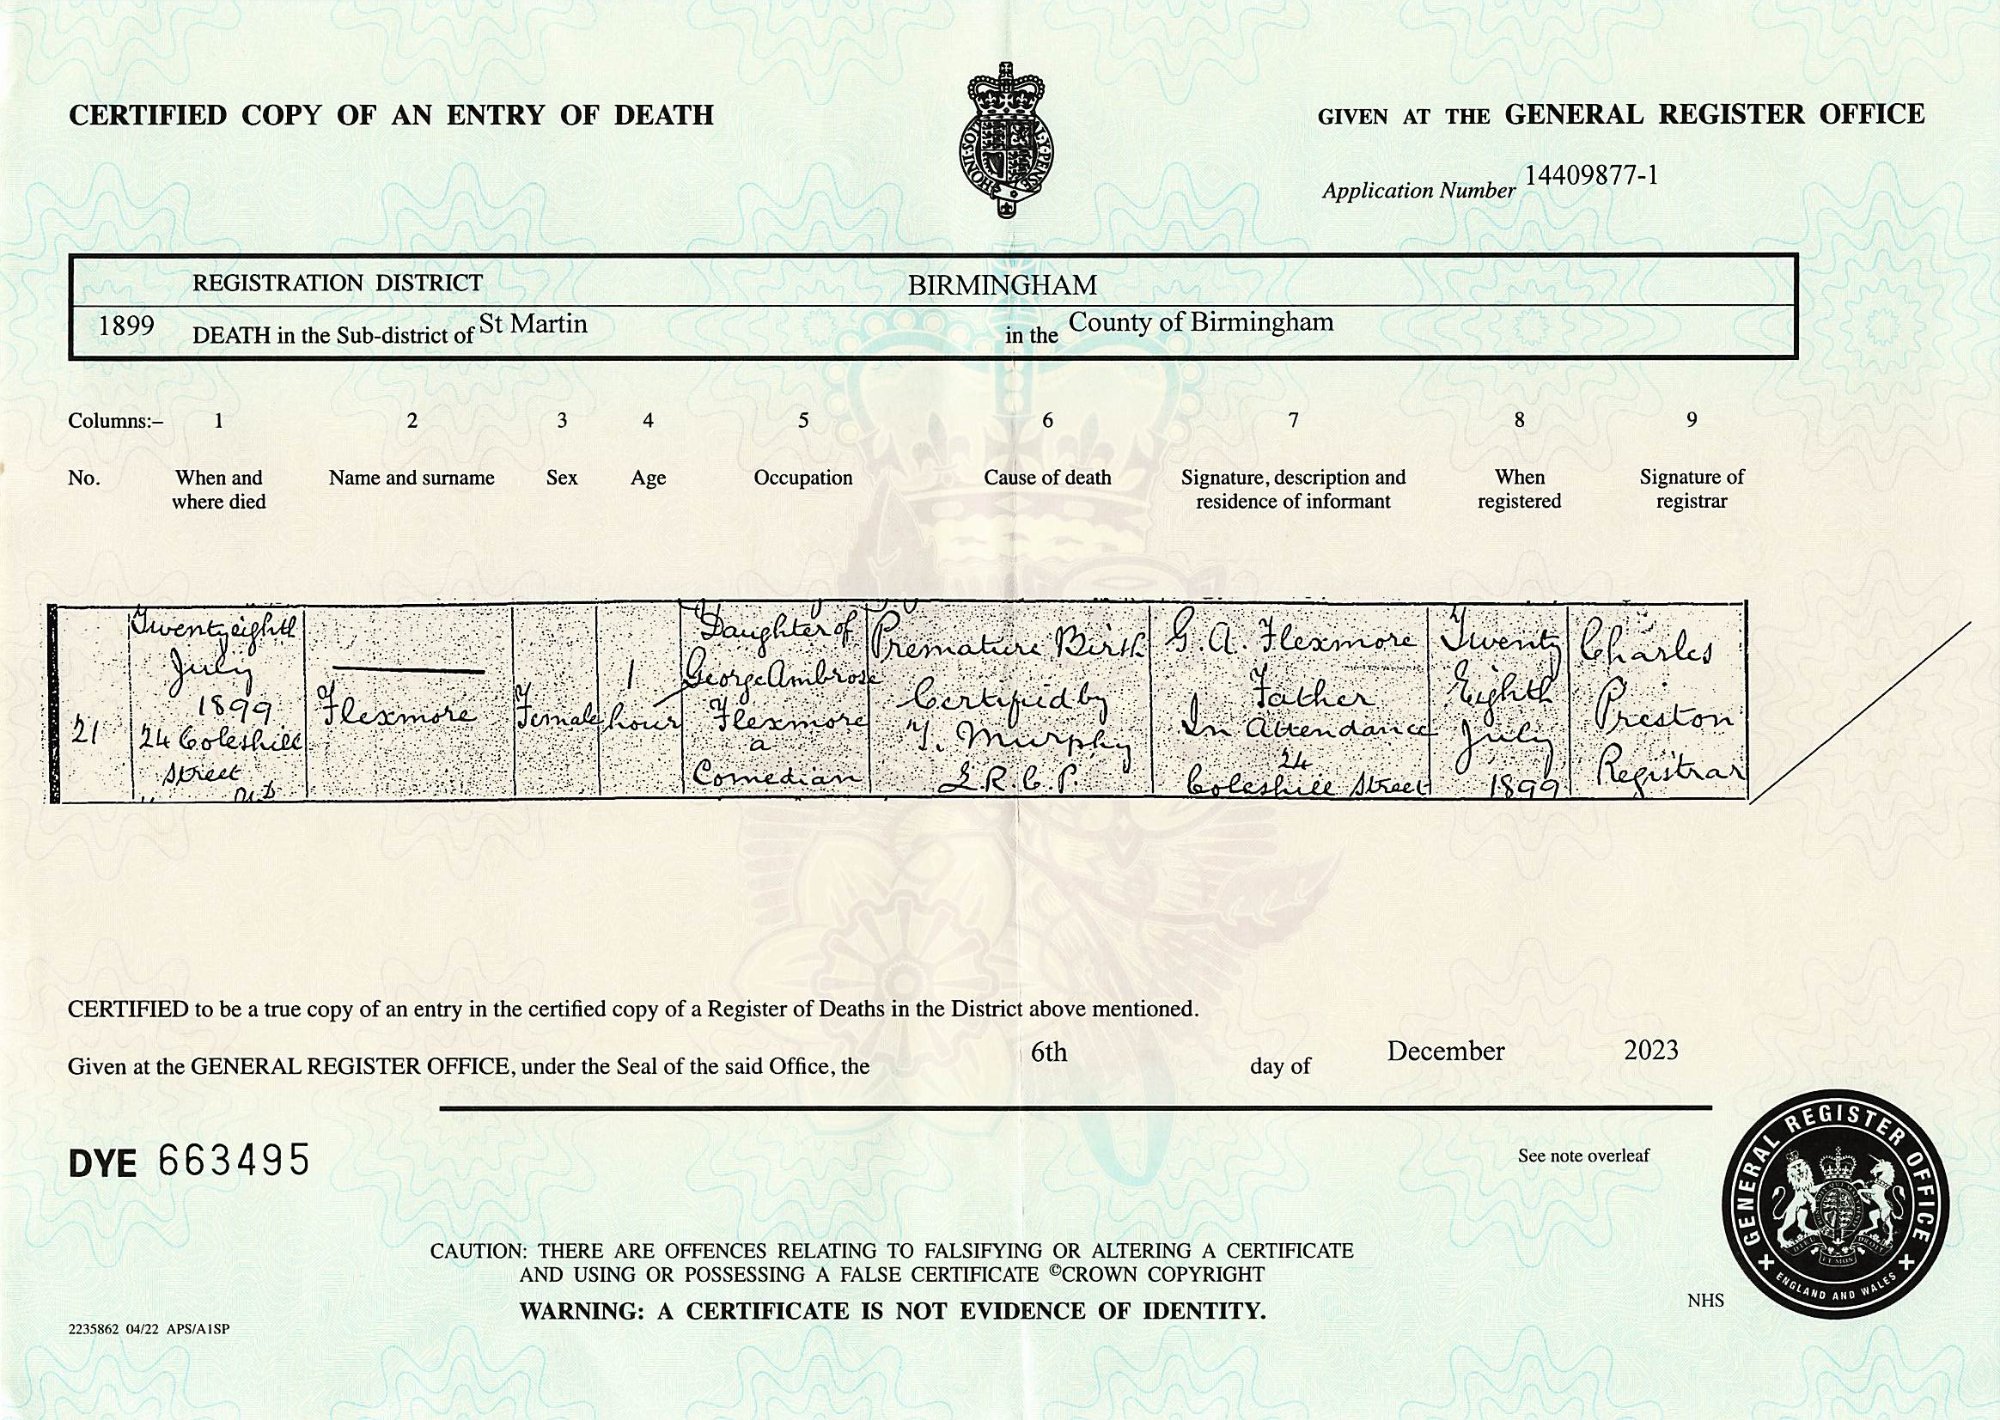 CERTIFIED COPY OF AN ENTRY OF DEATH
GIVEN AT THE GENERAL REGISTER OFFICE
Application Number 14409877-1
REGISTRATION DISTRICT BIRMINGHAM
1899 DEATH in the Sub-district of St Martin in the County of Birmingham
Columns:– 1 2 3 4 5 6 7 8 9
No. When and where died Name and surname Sex Age Occupation Cause of death Signature, description and residence of informant When registered Signature of registrar
21
Twentyeighth
July
1899
24 Coleshill
Street
UD
Flexmore
Female
1
hour
Daughter of
George Ambrose
Flexmore
a
Comedian
Premature Birth
Certified by
T. Murphy
L.R.C.P.
G. A. Flexmore
Father
In Attendance
24
Coleshill Street
Twenty
Eighth
July
1899
Charles
Preston
Registrar
CERTIFIED to be a true copy of an entry in the certified copy of a Register of Deaths in the District above mentioned.
Given at the GENERAL REGISTER OFFICE, under the Seal of the said Office, the 6th day of December 2023
DYE 663495
See note overleaf
CAUTION: THERE ARE OFFENCES RELATING TO FALSIFYING OR ALTERING A CERTIFICATE
AND USING OR POSSESSING A FALSE CERTIFICATE ©CROWN COPYRIGHT
WARNING: A CERTIFICATE IS NOT EVIDENCE OF IDENTITY.
2235862 04/22 APS/A1SP
NHS
GENERAL REGISTER OFFICE
ENGLAND AND WALES